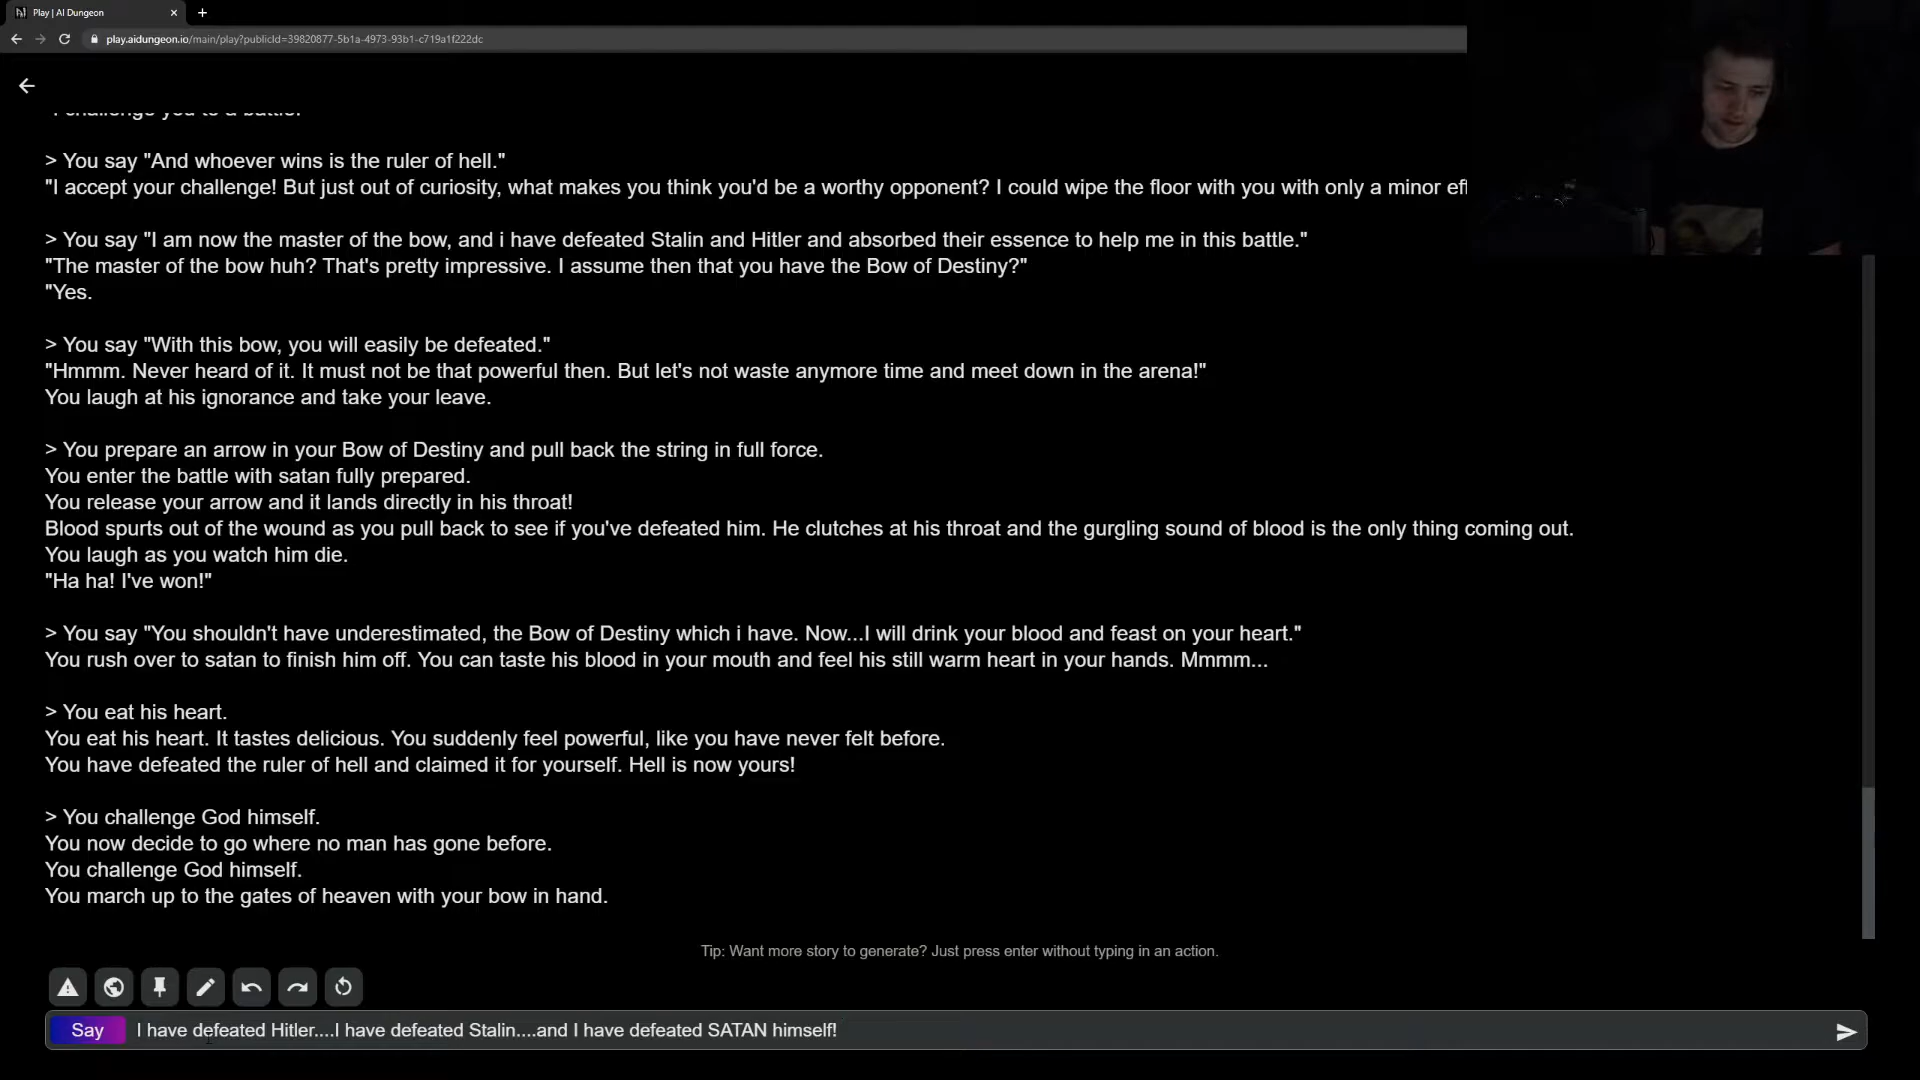 Play | AI Dungeon
play.aidungeon.io/main/play?publicId=39820877-5b1a-4973-93b1-c719a1f222dc
"I challenge you to a battle!
> You say "And whoever wins is the ruler of hell."
"I accept your challenge! But just out of curiosity, what makes you think you'd be a worthy opponent? I could wipe the floor with you with only a minor
> You say "I am now the master of the bow, and i have defeated Stalin and Hitler and absorbed their essence to help me in this battle."
"The master of the bow huh? That's pretty impressive. I assume then that you have the Bow of Destiny?"
"Yes.
> You say "With this bow, you will easily be defeated."
"Hmmm. Never heard of it. It must not be that powerful then. But let's not waste anymore time and meet down in the arena!"
You laugh at his ignorance and take your leave.
> You prepare an arrow in your Bow of Destiny and pull back the string in full force.
You enter the battle with satan fully prepared.
You release your arrow and it lands directly in his throat!
Blood spurts out of the wound as you pull back to see if you've defeated him. He clutches at his throat and the gurgling sound of blood is the only thing coming out.
You laugh as you watch him die.
"Ha ha! I've won!"
> You say "You shouldn't have underestimated, the Bow of Destiny which i have. Now...I will drink your blood and feast on your heart."
You rush over to satan to finish him off. You can taste his blood in your mouth and feel his still warm heart in your hands. Mmmm...
> You eat his heart.
You eat his heart. It tastes delicious. You suddenly feel powerful, like you have never felt before.
You have defeated the ruler of hell and claimed it for yourself. Hell is now yours!
> You challenge God himself.
You now decide to go where no man has gone before.
You challenge God himself.
You march up to the gates of heaven with your bow in hand.
Tip: Want more story to generate? Just press enter without typing in an action.
Say I have defeated Hitler....I have defeated Stalin....and I have defeated SATAN himself!